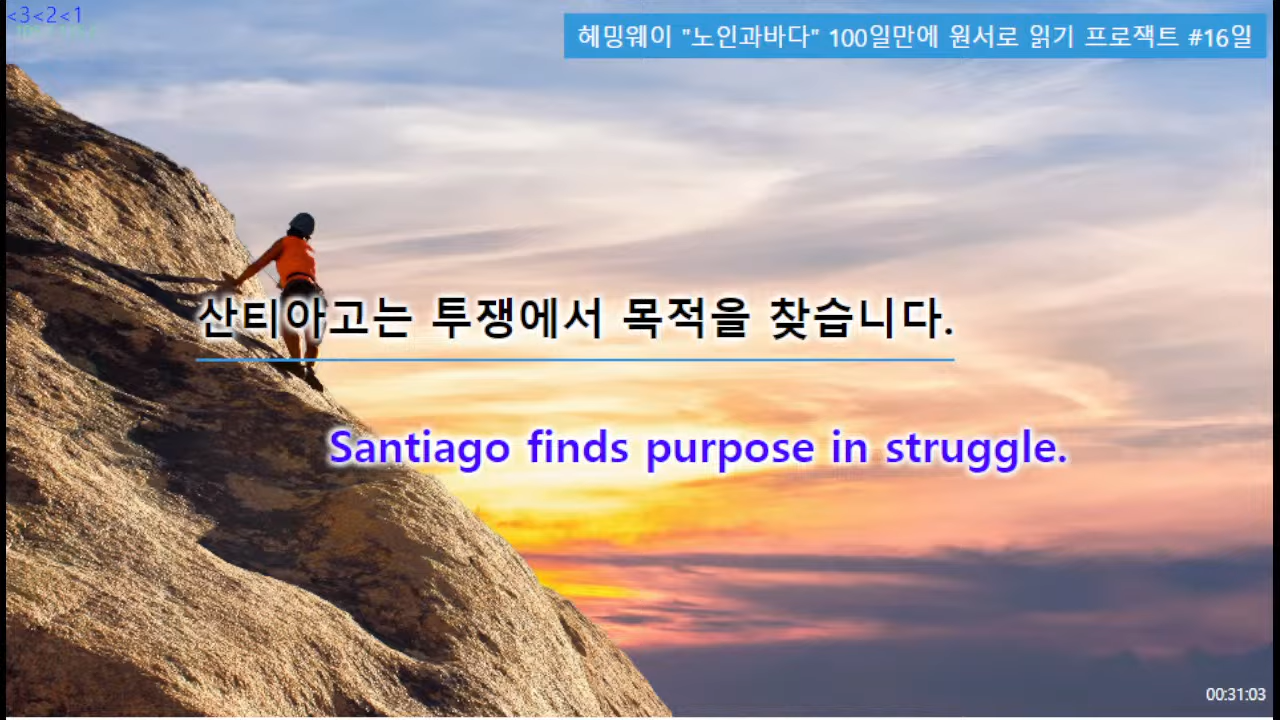 <3<2<1
헤밍웨이 "노인과바다" 100일만에 원서로 읽기 프로잭트 #16일
산티아고는 투쟁에서 목적을 찾습니다.
Santiago finds purpose in struggle.
00:31:03